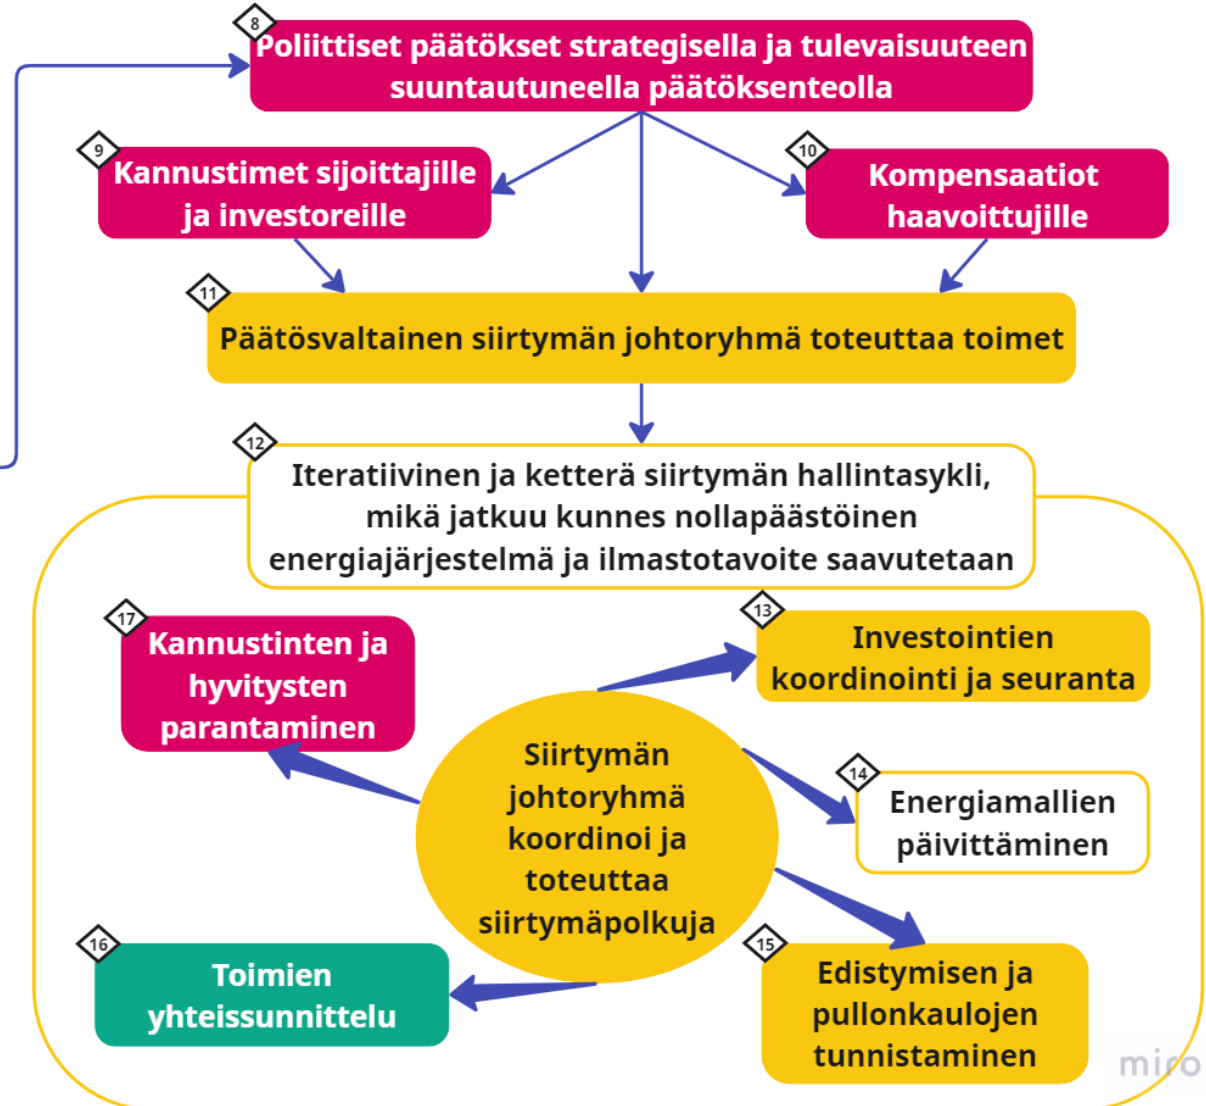 8
Poliittiset päätökset strategisella ja tulevaisuuteen
suuntautuneella päätöksenteolla
9
Kannustimet sijoittajille
ja investoreille
10
Kompensaatiot
haavoittujille
11
Päätösvaltainen siirtymän johtoryhmä toteuttaa toimet
12
Iteratiivinen ja ketterä siirtymän hallintasykli,
mikä jatkuu kunnes nollapäästöinen
energiajärjestelmä ja ilmastotavoite saavutetaan
17
Kannustinten ja
hyvitysten
parantaminen
13
Investointien
koordinointi ja seuranta
Siirtymän
johtoryhmä
koordinoi ja
toteuttaa
siirtymäpolkuja
14
Energiamallien
päivittäminen
16
Toimien
yhteissunnittelu
15
Edistymisen ja
pullonkaulojen
tunnistaminen
miro